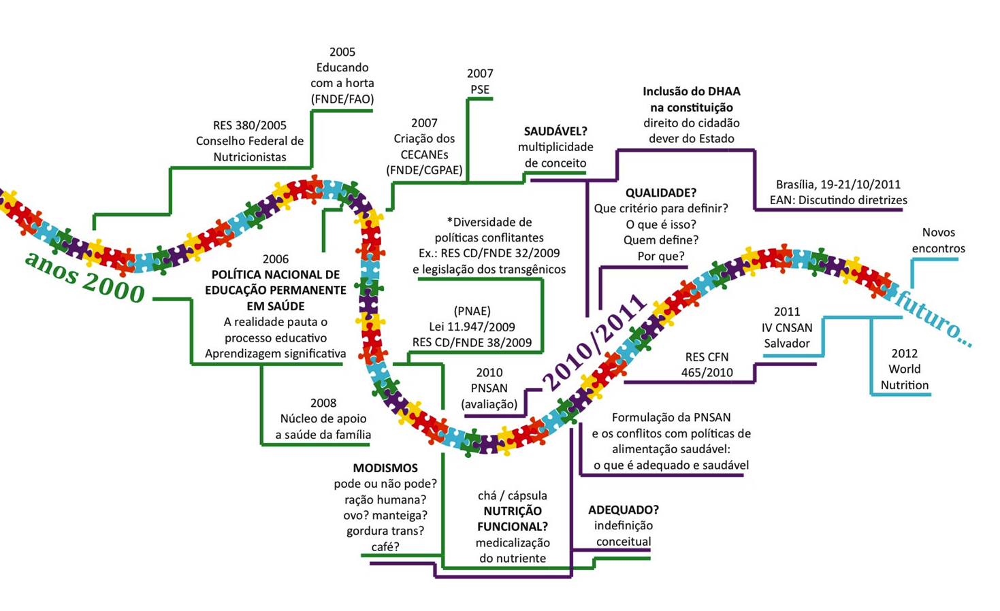 2005
Educando
com a horta
(FNDE/FAO)
RES 380/2005
Conselho Federal de
Nutricionistas
anos 2000
2006
POLÍTICA NACIONAL DE
EDUCAÇÃO PERMANENTE
EM SAÚDE
A realidade pauta o
processo educativo
Aprendizagem significativa
2008
Núcleo de apoio
a saúde da família
2007
Criação dos
CECANEs
(FNDE/CGPAE)
2007
PSE
SAUDÁVEL?
multiplicidade
de conceito
*Diversidade de
políticas conflitantes
Ex.: RES CD/FNDE 32/2009
e legislação dos transgênicos
(PNAE)
Lei 11.947/2009
RES CD/FNDE 38/2009
MODISMOS
pode ou não pode?
ração humana?
ovo? manteiga?
gordura trans?
café?
chá / cápsula
NUTRIÇÃO
FUNCIONAL?
medicalização
do nutriente
ADEQUADO?
indefinição
conceitual
2010
PNSAN
(avaliação)
2010/2011
Inclusão do DHAA
na constituição
direito do cidadão
dever do Estado
QUALIDADE?
Que critério para definir?
O que é isso?
Quem define?
Por que?
Brasília, 19-21/10/2011
EAN: Discutindo diretrizes
RES CFN
465/2010
Formulação da PNSAN
e os conflitos com políticas de
alimentação saudável:
o que é adequado e saudável
2011
IV CNSAN
Salvador
Novos
encontros
futuro...
2012
World
Nutrition